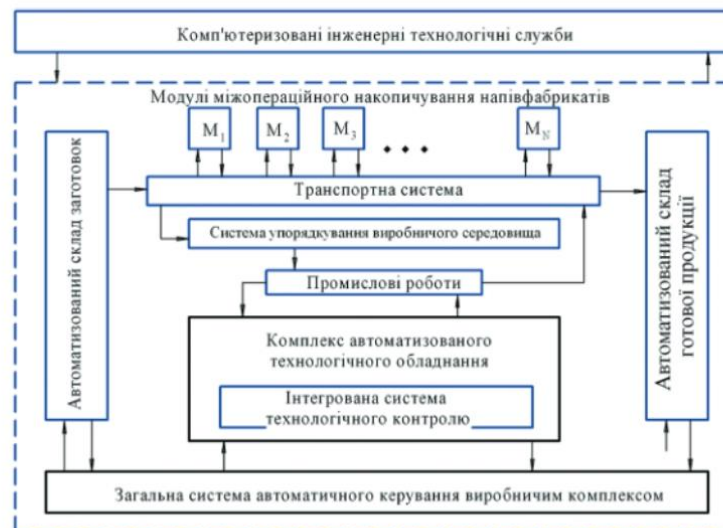 Комп'ютеризовані інженерні технологічні служби
Модулі міжопераційного накопичування напівфабрикатів
M1
M2
M3
• • •
MN
Автоматизований склад заготовок
Транспортна система
Система упорядкування виробничого середовища
Промислові роботи
Комплекс автоматизованого
технологічного обладнання
Інтегрована система
технологічного контролю
Автоматизований склад
готової продукції
Загальна система автоматичного керування виробничим комплексом